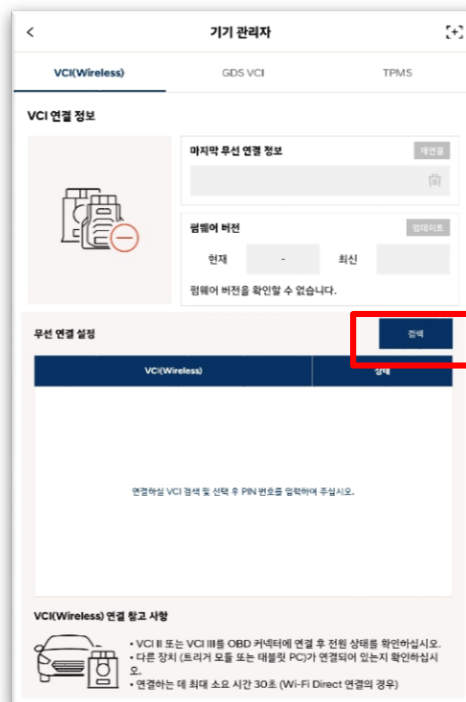 <
기기 관리자
VCI(Wireless)
GDS VCI
TPMS
VCI 연결 정보
마지막 무선 연결 정보
재연결
펌웨어 버전
업데이트
현재
-
최신
펌웨어 버전을 확인할 수 없습니다.
무선 연결 설정
검색
VCI(Wireless)
상태
연결하실 VCI 검색 및 선택 후 PIN 번호를 입력하여 주십시오.
VCI(Wireless) 연결 참고 사항
• VCI II 또는 VCI III를 OBD 커넥터에 연결 후 전원 상태를 확인하십시오.
• 다른 장치 (트리거 모듈 또는 태블릿 PC)가 연결되어 있는지 확인하십시
오.
• 연결하는 데 최대 소요 시간 30초 (Wi-Fi Direct 연결의 경우)